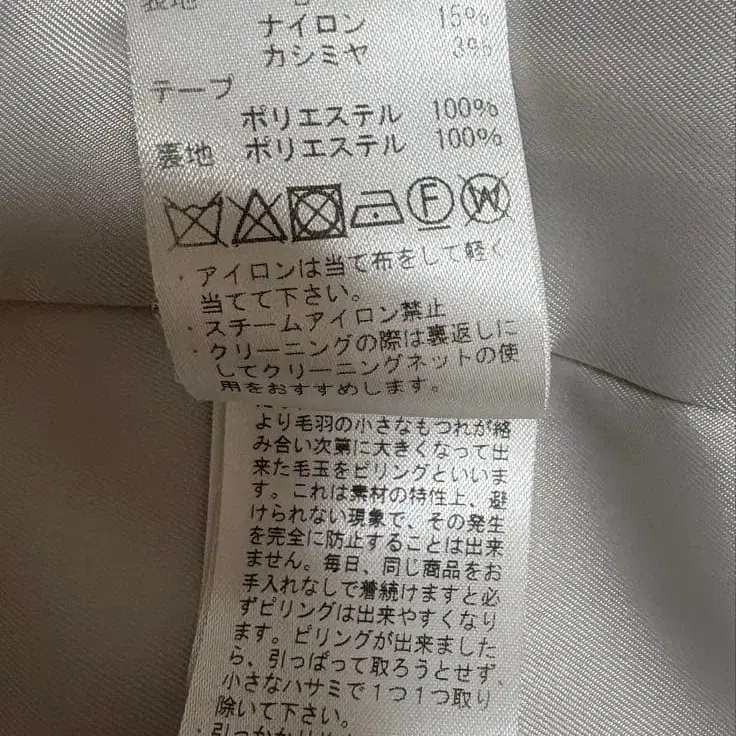 表地
ナイロン 15%
カシミヤ 3%
テープ
ポリエステル 100%
裏地 ポリエステル 100%
F W
・アイロンは当て布をして軽く
当てて下さい。
・スチームアイロン禁止
・クリーニングの際は裏返しに
してクリーニングネットの使
用をおすすめします。
より毛羽の小さなもつれが絡
み合い次第に大きくなって出
来た毛玉をピリングといいま
す。これは素材の特性上、避
けられない現象で、その発生
を完全に防止することは出来
ません。毎日、同じ商品をお
手入れなしで着続けますと必
ずピリングは出来やすくなり
ます。ピリングが出来ました
ら、引っぱって取ろうとせず、
小さなハサミで1つ1つ取り
除いて下さい。
・引っかかり